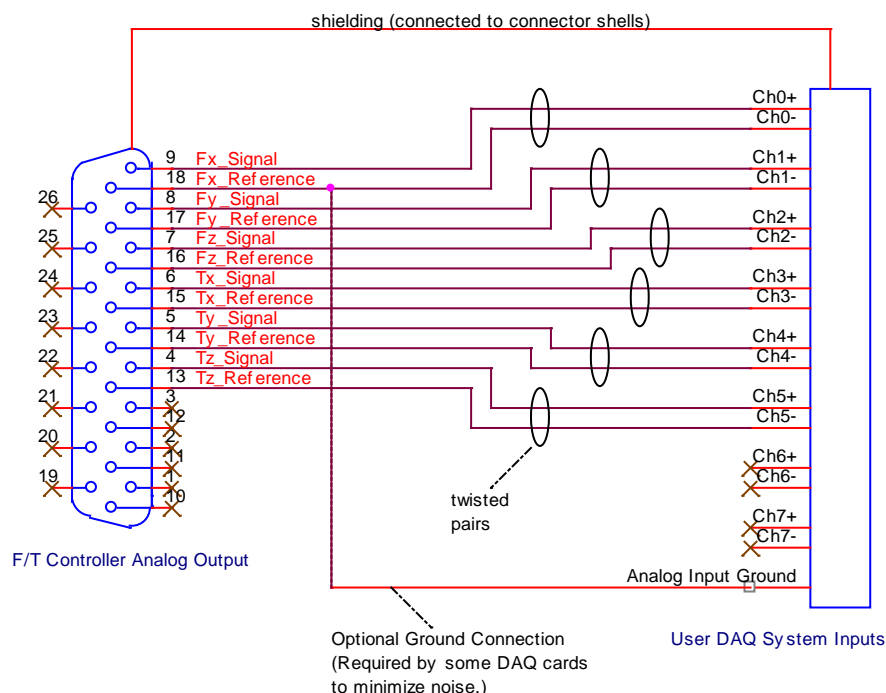 shielding (connected to connector shells)
Ch0+
Ch0-
9 Fx_Signal
Ch1+
18 Fx_Reference
Ch1-
26
8 Fy_Signal
17 Fy_Reference
Ch2+
25
7 Fz_Signal
Ch2-
16 Fz_Reference
24
6 Tx_Signal
Ch3+
15 Tx_Reference
Ch3-
23
5 Ty_Signal
14 Ty_Reference
Ch4+
22
4 Tz_Signal
Ch4-
13 Tz_Reference
21
3
Ch5+
12
Ch5-
20
2
11
Ch6+
19
1
Ch6-
10
twisted
pairs
Ch7+
Ch7-
F/T Controller Analog Output
Analog Input Ground
Optional Ground Connection
(Required by some DAQ cards
to minimize noise.)
User DAQ System Inputs